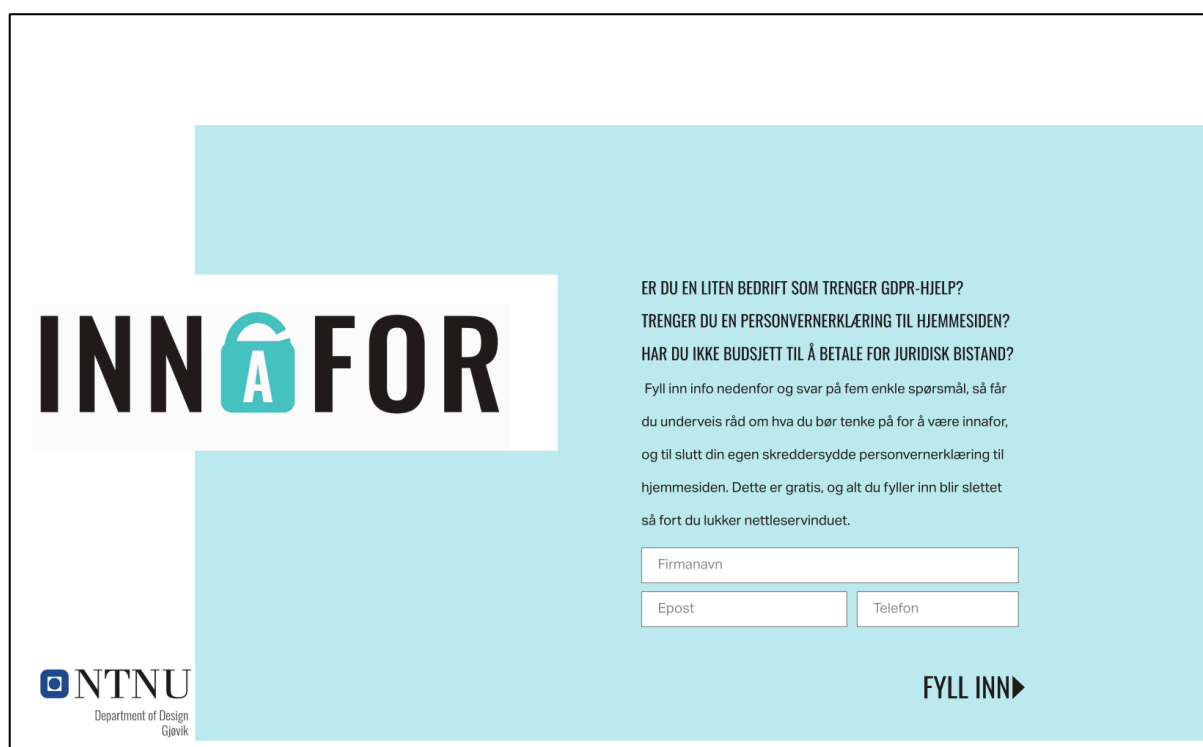 INNAFOR
ER DU EN LITEN BEDRIFT SOM TRENGER GDPR-HJELP?
TRENGER DU EN PERSONVERNERKLÆRING TIL HJEMMESIDEN?
HAR DU IKKE BUDSJETT TIL Å BETALE FOR JURIDISK BISTAND?
Fyll inn info nedenfor og svar på fem enkle spørsmål, så får
du underveis råd om hva du bør tenke på for å være innafor,
og til slutt din egen skreddersydde personvernerklæring til
hjemmesiden. Dette er gratis, og alt du fyller inn blir slettet
så fort du lukker nettleservinduet.
Firmanavn
Epost Telefon
FYLL INN
NTNU
Department of Design
Gjøvik